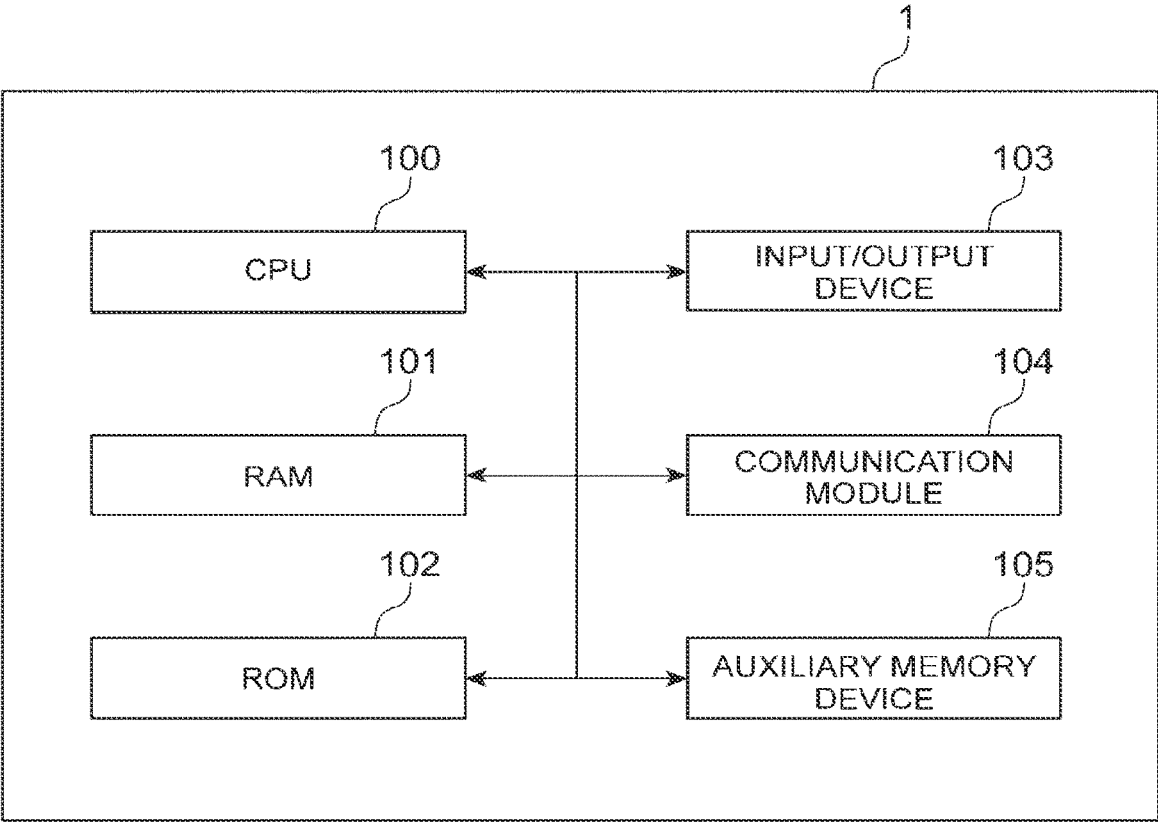 1
100
103
CPU
INPUT/OUTPUT
DEVICE
101
104
RAM
COMMUNICATION
MODULE
102
105
ROM
AUXILIARY MEMORY
DEVICE